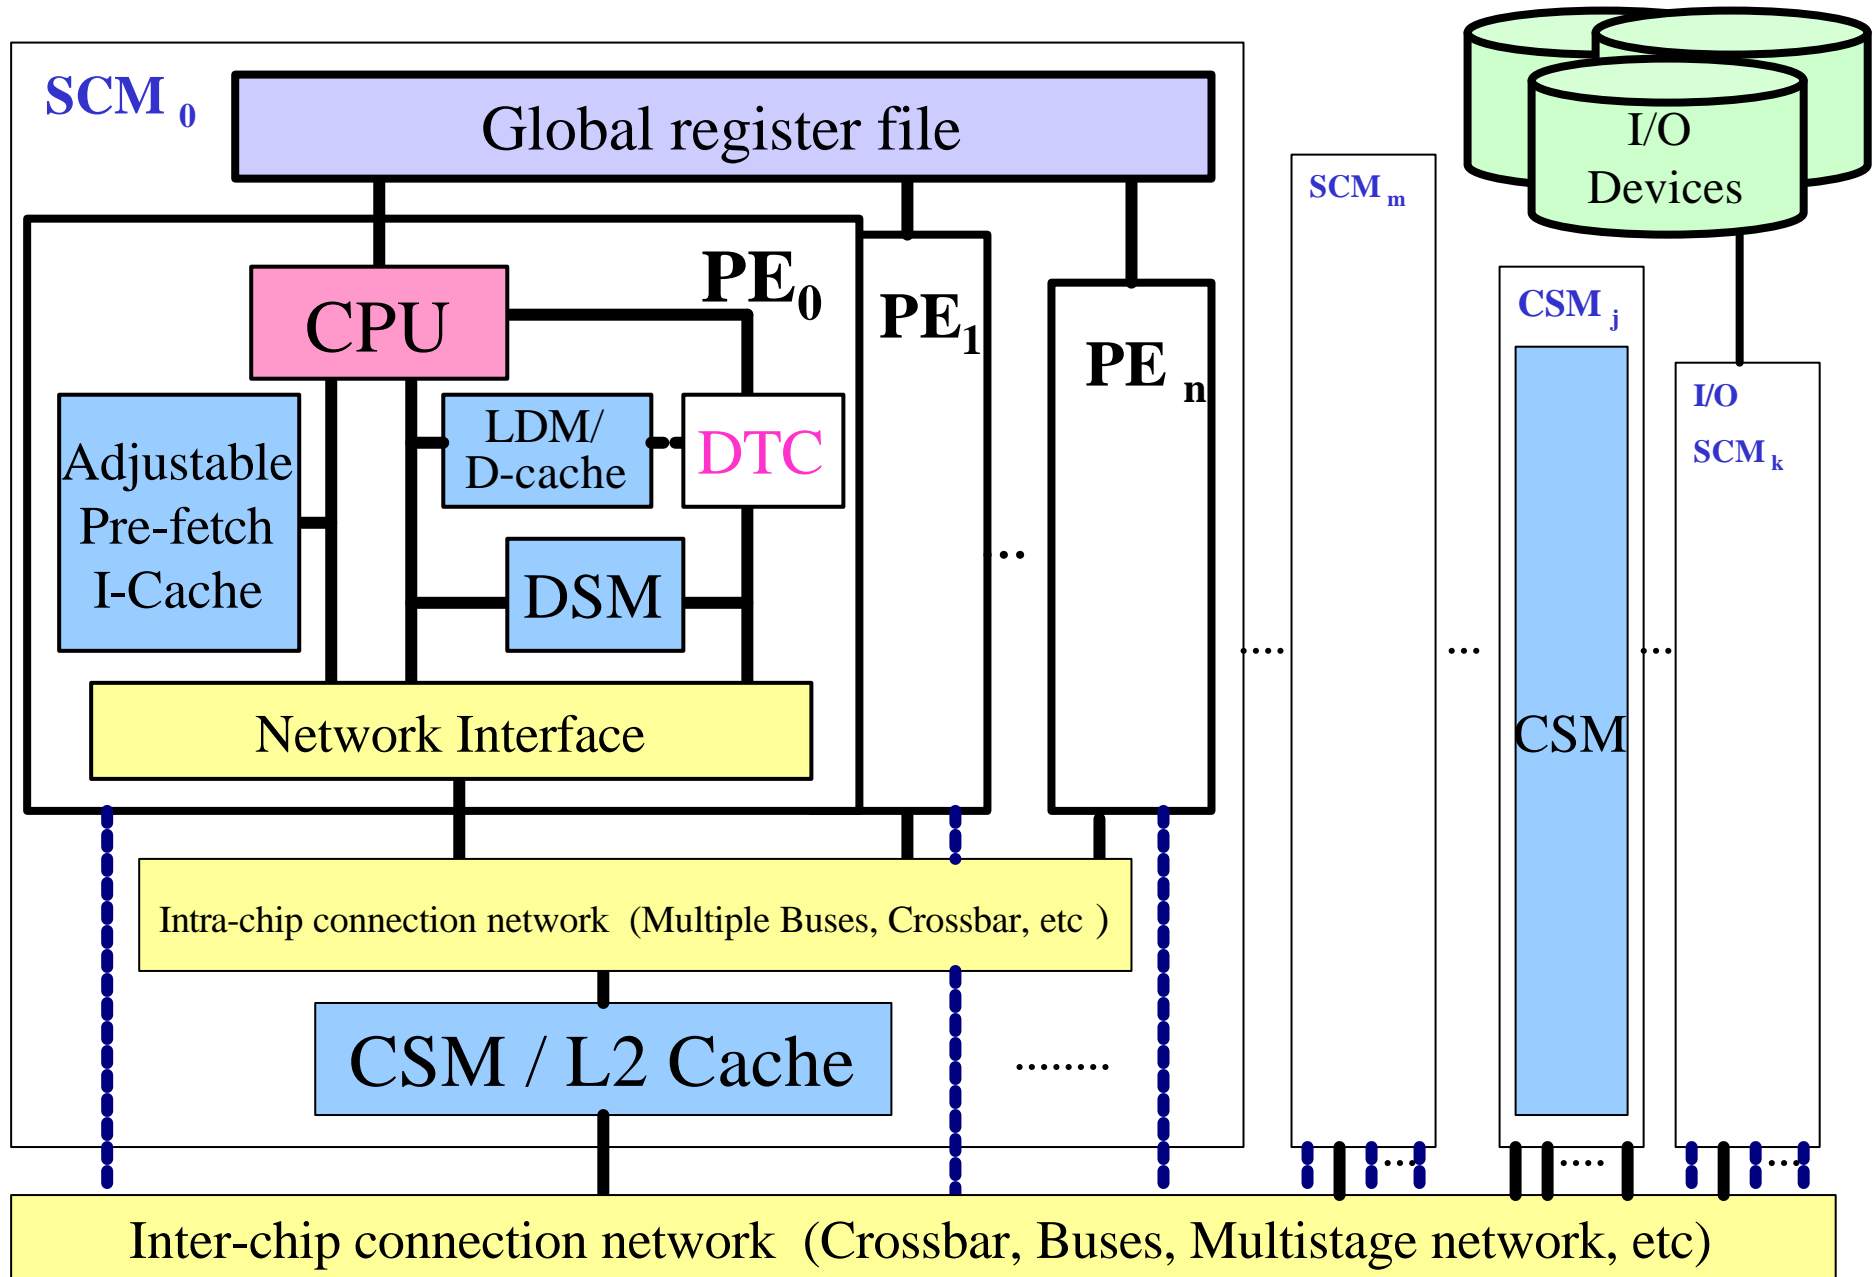 SCM 0
Global register file
PE0
CPU
Adjustable
Pre-fetch
I-Cache
LDM/
D-cache
DTC
DSM
Network Interface
PE1
...
PE n
Intra-chip connection network (Multiple Buses, Crossbar, etc )
CSM / L2 Cache
........
....
SCM m
...
CSM j
CSM
....
I/O
Devices
I/O
SCM k
....
....
....
Inter-chip connection network (Crossbar, Buses, Multistage network, etc)